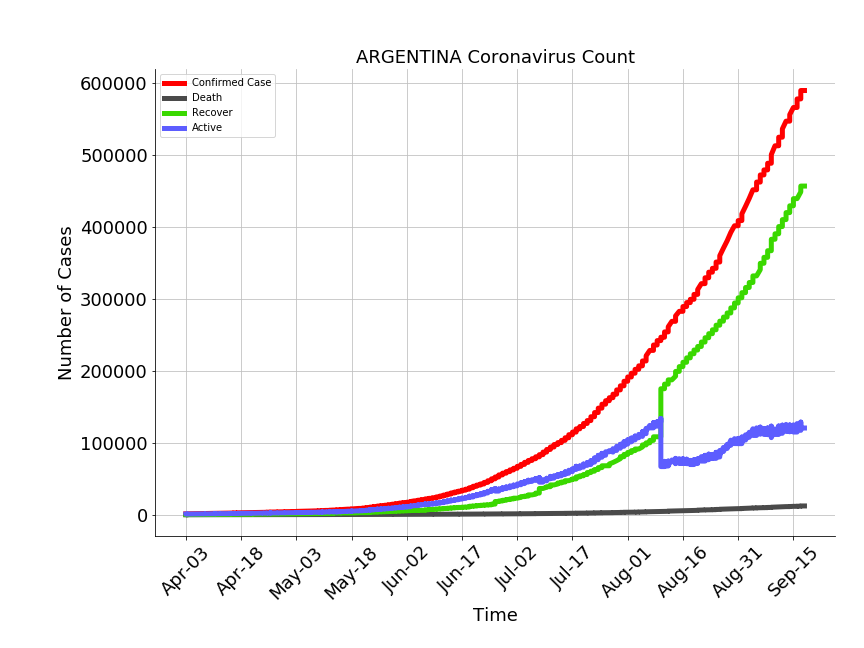 ARGENTINA Coronavirus Count
Confirmed Case
Death
Recover
Active
600000
500000
400000
300000
200000
100000
0
Number of Cases
Apr-03
Apr-18
May-03
May-18
Jun-02
Jun-17
Jul-02
Jul-17
Aug-01
Aug-16
Aug-31
Sep-15
Time